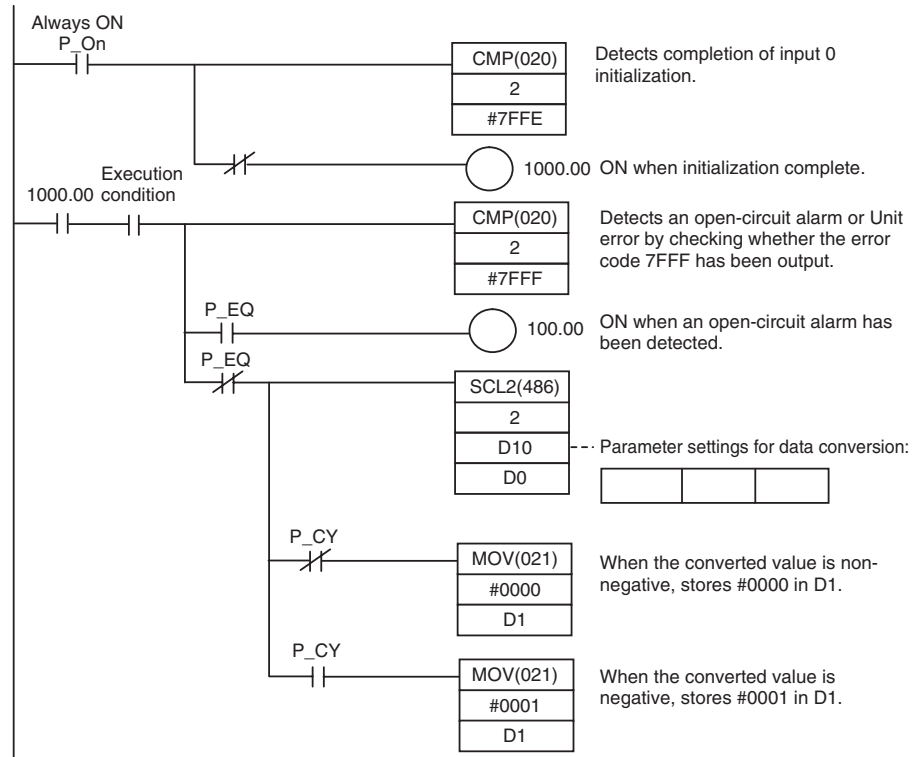 Always ON
P_On
CMP(020)
2
#7FFE
Detects completion of input 0
initialization.
1000.00
ON when initialization complete.
1000.00
Execution
condition
CMP(020)
2
#7FFF
Detects an open-circuit alarm or Unit
error by checking whether the error
code 7FFF has been output.
P_EQ
100.00
ON when an open-circuit alarm has
been detected.
P_EQ
SCL2(486)
2
D10
D0
Parameter settings for data conversion:
P_CY
MOV(021)
#0000
D1
When the converted value is non-
negative, stores #0000 in D1.
P_CY
MOV(021)
#0001
D1
When the converted value is
negative, stores #0001 in D1.